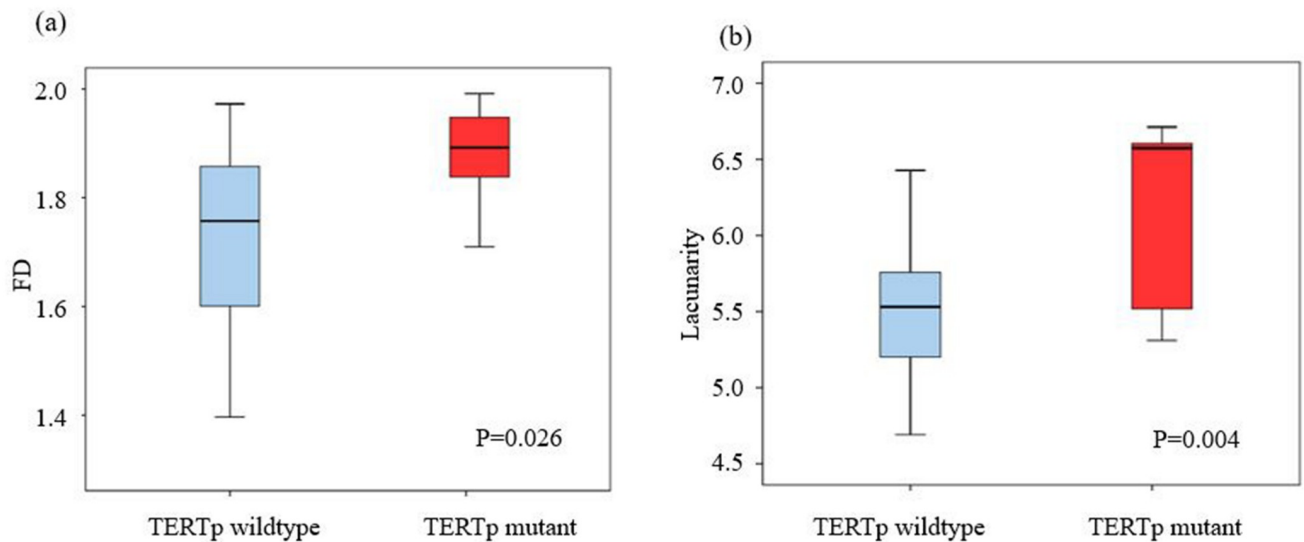 (a)
2.0
1.8
1.6
1.4
FD
P=0.026
TERTp wildtype
TERTp mutant
(b)
7.0
6.5
6.0
5.5
5.0
4.5
Lacunarity
P=0.004
TERTp wildtype
TERTp mutant